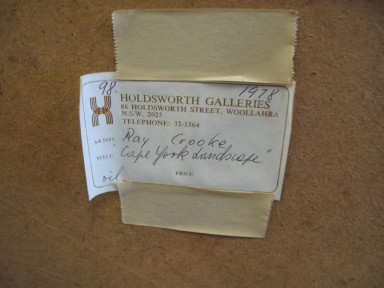 98. 1978
HOLDSWORTH GALLERIES
86 HOLDSWORTH STREET, WOOLLAHRA
N.S.W. 2025
TELEPHONE: 32-1364
ARTIST Ray Crooke
TITLE Cape York Landscape"
oil PRICE